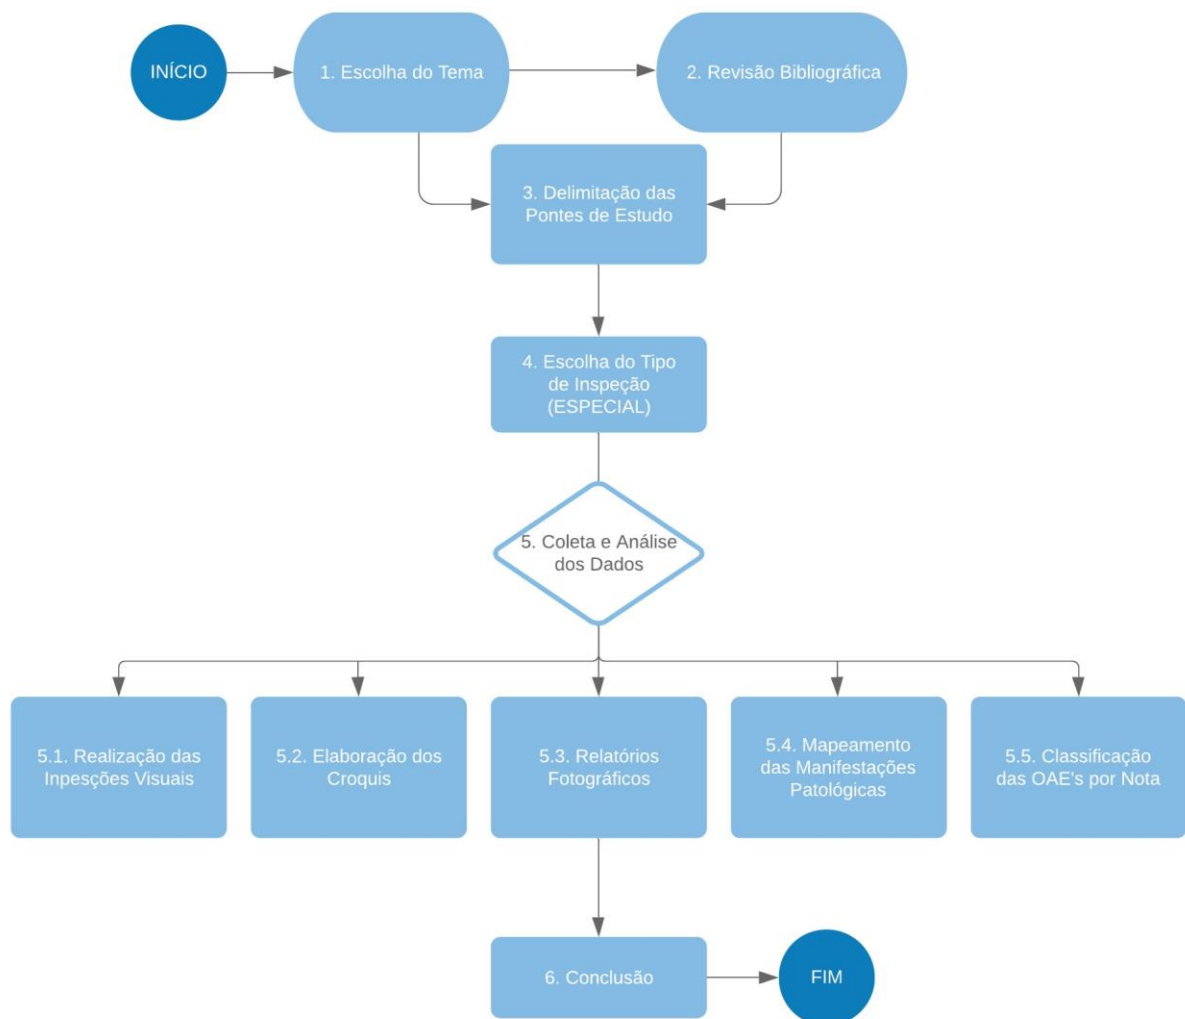 INÍCIO
1. Escolha do Tema
2. Revisão Bibliográfica
3. Delimitação das
Pontes de Estudo
4. Escolha do Tipo
de Inspeção
(ESPECIAL)
5. Coleta e Análise
dos Dados
5.1. Realização das
Inpesções Visuais
5.2. Elaboração dos
Croquis
5.3. Relatórios
Fotográficos
5.4. Mapeamento
das Manifestações
Patológicas
5.5. Classificação
das OAE's por Nota
6. Conclusão
FIM